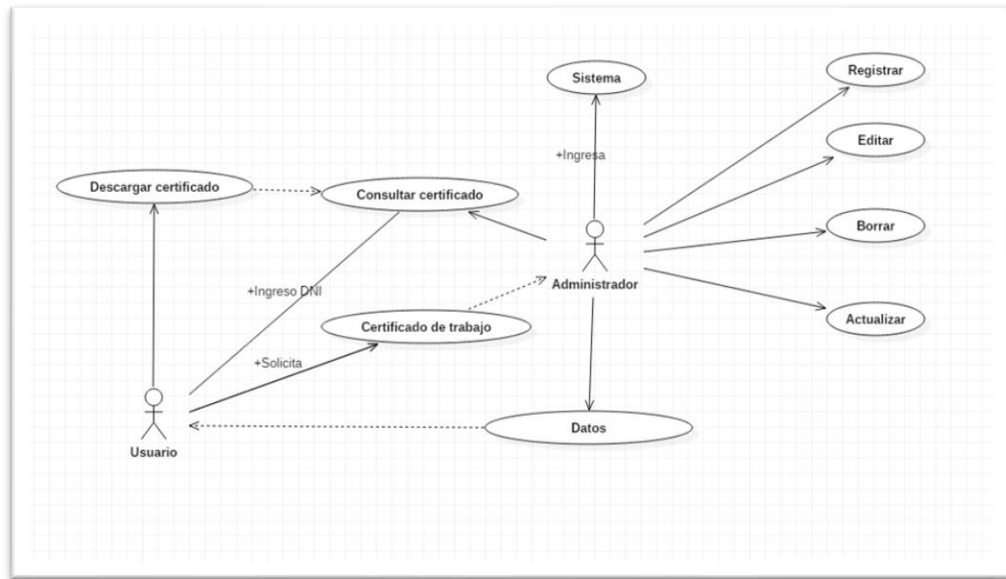 Sistema
Registrar
+Ingresa
Editar
Descargar certificado
Consultar certificado
Borrar
Administrador
+Ingreso DNI
Certificado de trabajo
Actualizar
+Solicita
Datos
Usuario